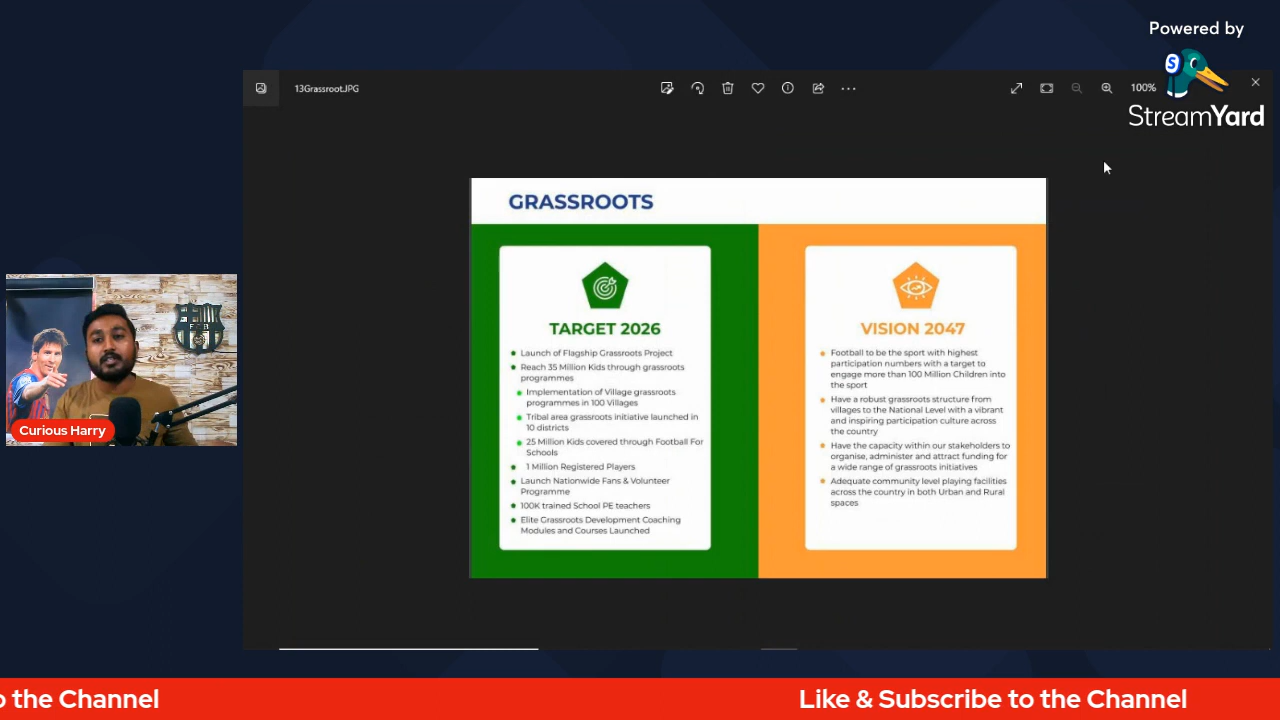 Powered by
StreamYard
13Grassroot.JPG
100%
GRASSROOTS
TARGET 2026
Launch of Flagship Grassroots Project
Reach 35 Million Kids through grassroots
programmes
Implementation of Village grassroots
programmes in 100 Villages
Tribal area grassroots initiative launched in
10 districts
25 Million Kids covered through Football For
Schools
1 Million Registered Players
Launch Nationwide Fans & Volunteer
Programme
100K trained School PE teachers
Elite Grassroots Development Coaching
Modules and Courses Launched
VISION 2047
Football to be the sport with highest
participation numbers with a target to
engage more than 100 Million Children into
the sport
Have a robust grassroots structure from
villages to the National Level with a vibrant
and inspiring participation culture across
the country
Have the capacity within our stakeholders to
organise, administer and attract funding for
a wide range of grassroots initiatives
Adequate community level playing facilities
across the country in both Urban and Rural
spaces
FCB
Curious Harry
o the Channel
Like & Subscribe to the Channel